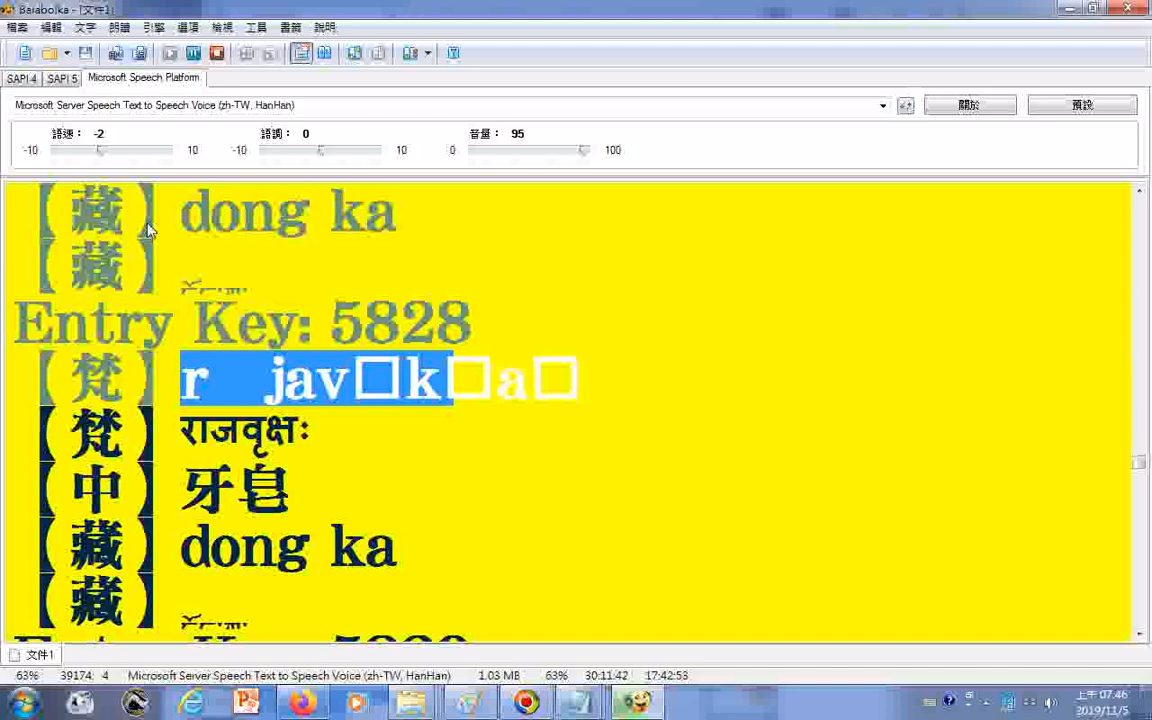 Balabolka - [文件1]
檔案 編輯 文字 朗讀 引擎 選項 檢視 工具 書籤 說明
SAPI 4 SAPI 5 Microsoft Speech Platform
Microsoft Server Speech Text to Speech Voice (zh-TW, HanHan) 關於 預設
語速： -2 語調： 0 音量： 95
-10 10 -10 10 0 100
【藏】 dong ka
【藏】
Entry Key: 5828
【梵】 r jav□k□a□
【梵】 राजवृक्षः
【中】 牙皂
【藏】 dong ka
【藏】
文件1
63% 39174 : 4 Microsoft Server Speech Text to Speech Voice (zh-TW, HanHan) 1.03 MB 63% 30:11:42 17:42:53
上午 07:46
2019/11/5